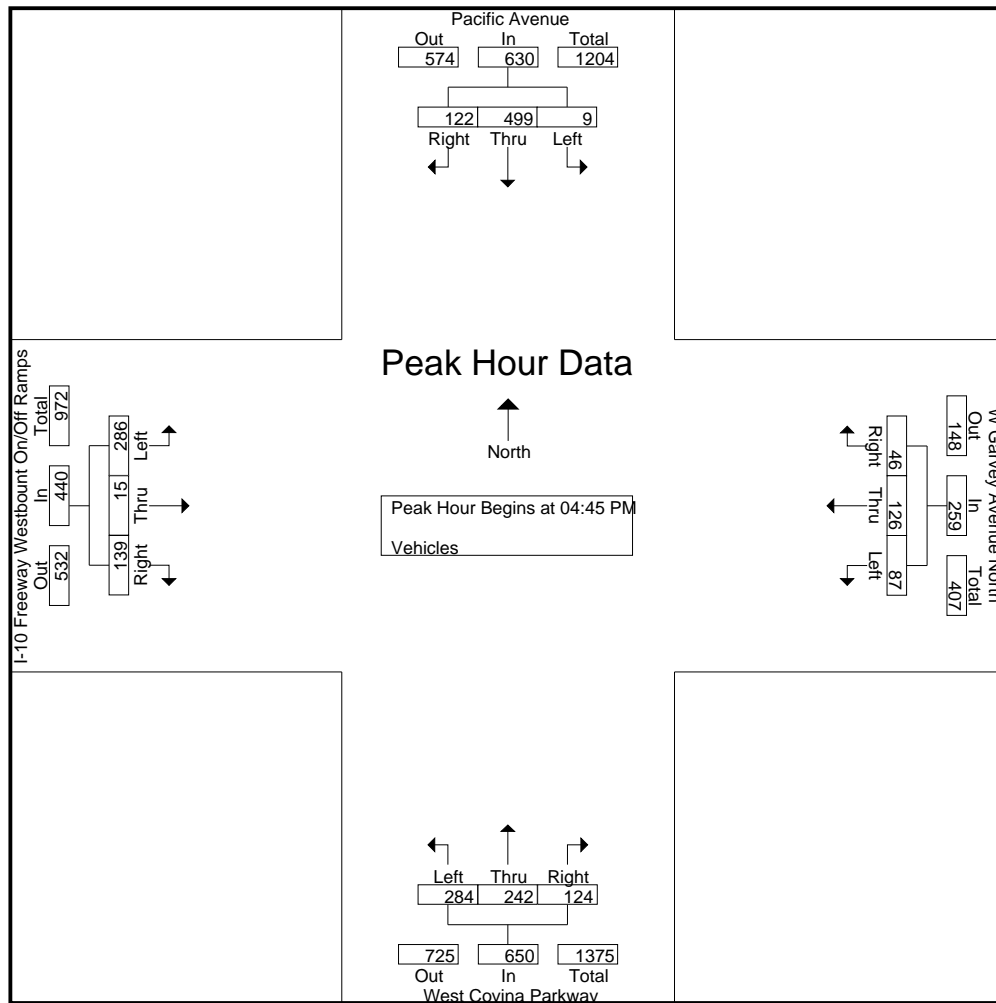 Pacific Avenue
Out In Total
574 630 1204
122 499 9
Right Thru Left
I-10 Freeway Westbount On/Off Ramps
Total In Out
972 440 532
286 15 139
Left Thru Right
Peak Hour Data
North
Peak Hour Begins at 04:45 PM
Vehicles
Right Thru Left
46 126 87
148 259 407
Out In Total
W Garvey Avenue North
Left Thru Right
284 242 124
725 650 1375
Out In Total
West Covina Parkway